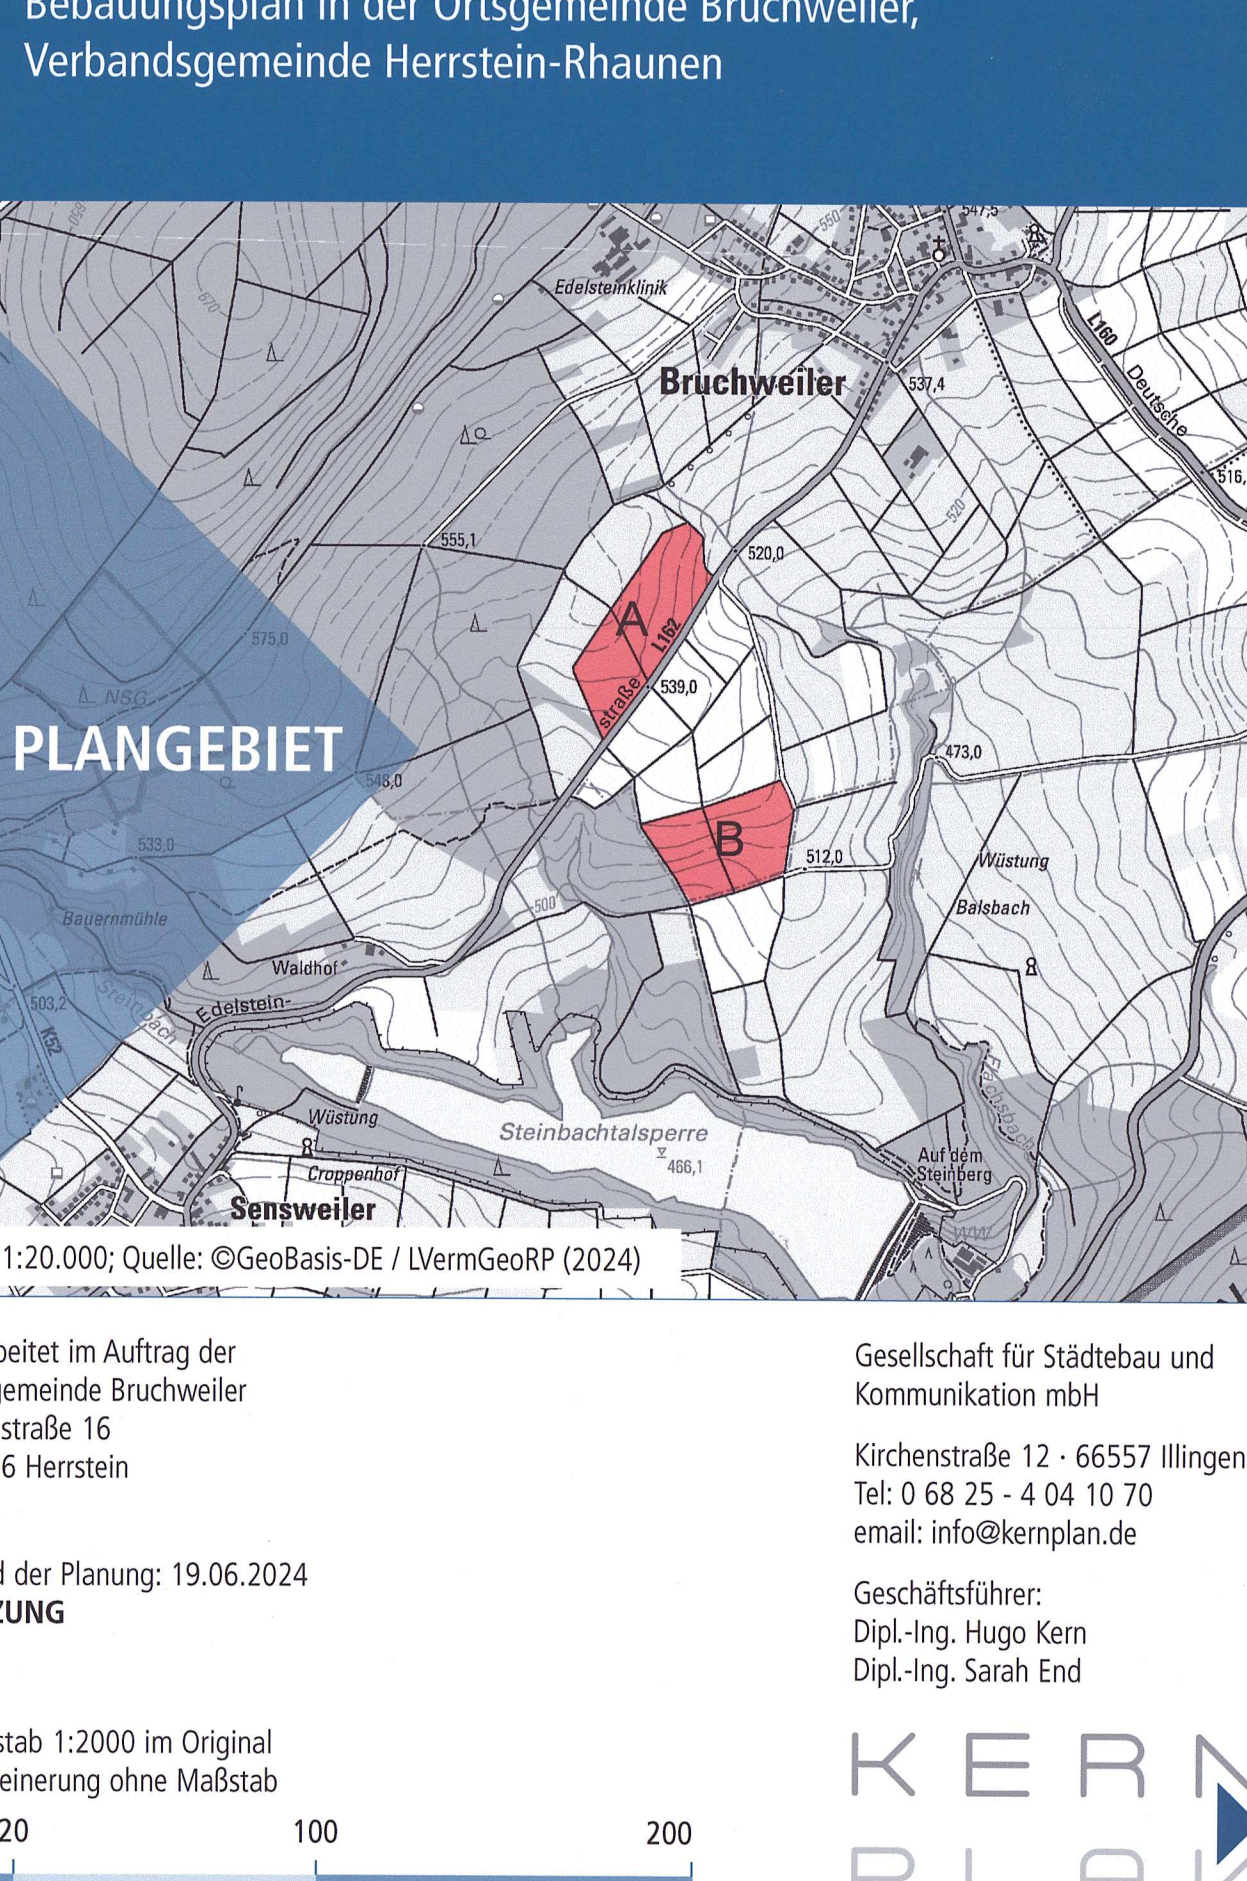 Bebauungsplan in der Ortsgemeinde Bruchweiler,
Verbandsgemeinde Herrstein-Rhaunen
650
550
547,5
670
Edelsteinklinik
L160
Deutsche
Bruchweiler
537,4
516,
520
555,1
520,0
A
L162
575,0
straße
539,0
NSG
PLANGEBIET
548,0
473,0
B
533,0
512,0
Wüstung
Balsbach
500
Bauernmühle
Waldhof
Edelstein-
503,2
Steinbach
K52
Flachsbach
Wüstung
Steinbachtalsperre
466,1
Croppenhof
Auf dem
Steinberg
Sensweiler
WW
1:20.000; Quelle: ©GeoBasis-DE / LVermGeoRP (2024)
beitet im Auftrag der
gemeinde Bruchweiler
straße 16
6 Herrstein
d der Planung: 19.06.2024
ZUNG
stab 1:2000 im Original
einerung ohne Maßstab
20 100 200
Gesellschaft für Städtebau und
Kommunikation mbH
Kirchenstraße 12 · 66557 Illingen
Tel: 0 68 25 - 4 04 10 70
email: info@kernplan.de
Geschäftsführer:
Dipl.-Ing. Hugo Kern
Dipl.-Ing. Sarah End
KERN
PLAN